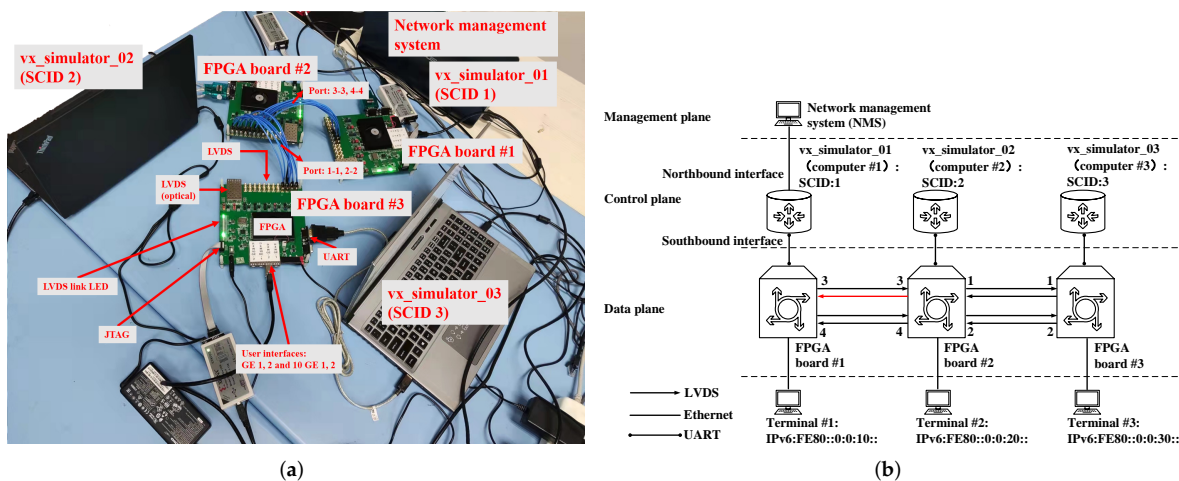 vx_simulator_02
(SCID 2)
Network management
system
FPGA board #2
vx_simulator_01
(SCID 1)
Port: 3-3, 4-4
LVDS
FPGA board #1
Port: 1-1, 2-2
LVDS
(optical)
FPGA board #3
FPGA
UART
LVDS link LED
vx_simulator_03
(SCID 3)
JTAG
User interfaces:
GE 1, 2 and 10 GE 1, 2
ThinkPad
(a)
Management plane
Network management
system (NMS)
Northbound interface
vx_simulator_01
(computer #1):
SCID:1
vx_simulator_02
(computer #2):
SCID:2
vx_simulator_03
(computer #3):
SCID:3
Control plane
Southbound interface
Data plane
3 3 1 1
4 4 2 2
FPGA
board #1
FPGA
board #2
FPGA
board #3
LVDS
Ethernet
UART
Terminal #1:
IPv6:FE80::0:0:10::
Terminal #2:
IPv6:FE80::0:0:20::
Terminal #3:
IPv6:FE80::0:0:30::
(b)